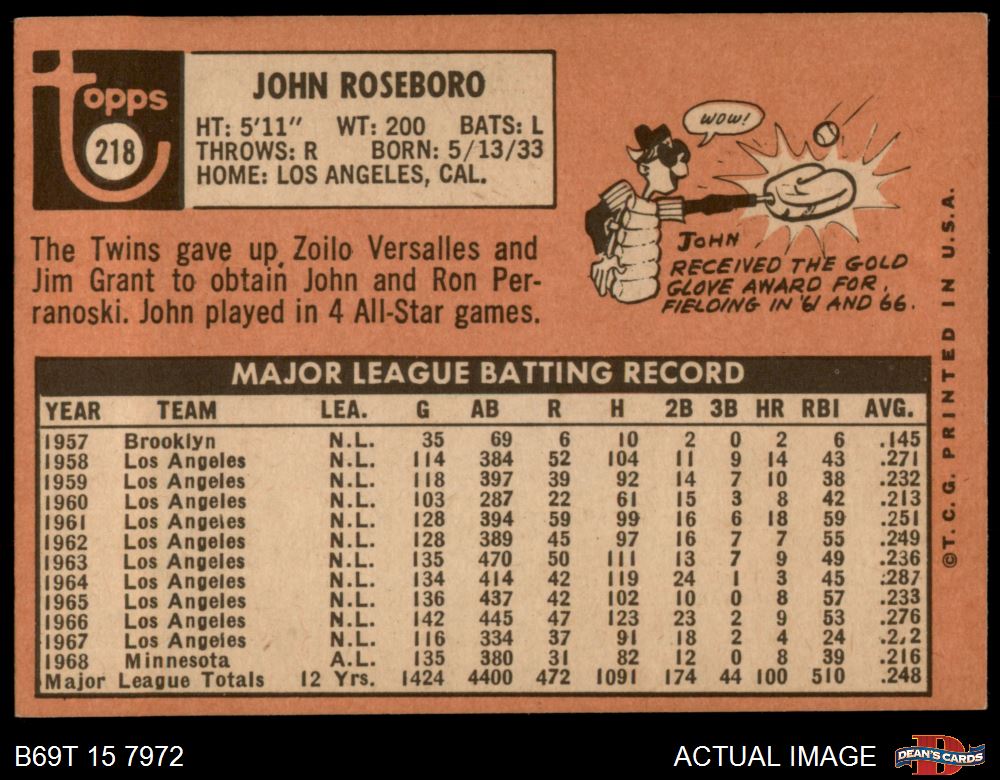 topps
218
JOHN ROSEBORO
HT: 5'11" WT: 200 BATS: L
THROWS: R BORN: 5/13/33
HOME: LOS ANGELES, CAL.
WOW!
The Twins gave up Zoilo Versalles and
Jim Grant to obtain John and Ron Per-
ranoski. John played in 4 All-Star games.
JOHN
RECEIVED THE GOLD
GLOVE AWARD FOR
FIELDING IN '61 AND 66.
MAJOR LEAGUE BATTING RECORD
YEAR TEAM LEA. G AB R H 2B 3B HR RBI AVG.
1957 Brooklyn N.L. 35 69 6 10 2 0 2 6 .145
1958 Los Angeles N.L. 114 384 52 104 11 9 14 43 .271
1959 Los Angeles N.L. 118 397 39 92 14 7 10 38 .232
1960 Los Angeles N.L. 103 287 22 61 15 3 8 42 .213
1961 Los Angeles N.L. 128 394 59 99 16 6 18 59 .251
1962 Los Angeles N.L. 128 389 45 97 16 7 7 55 .249
1963 Los Angeles N.L. 135 470 50 111 13 7 9 49 .236
1964 Los Angeles N.L. 134 414 42 119 24 1 3 45 .287
1965 Los Angeles N.L. 136 437 42 102 10 0 8 57 .233
1966 Los Angeles N.L. 142 445 47 123 23 2 9 53 .276
1967 Los Angeles N.L. 116 334 37 91 18 2 4 24
1968 Minnesota A.L. 135 380 31 82 12 0 8 39 .216
Major League Totals 12 Yrs. 1424 4400 472 1091 174 44 100 510 .248
©T.C.G. PRINTED IN U.S.A.
B69T 15 7972
ACTUAL IMAGE
DEAN'S CARDS